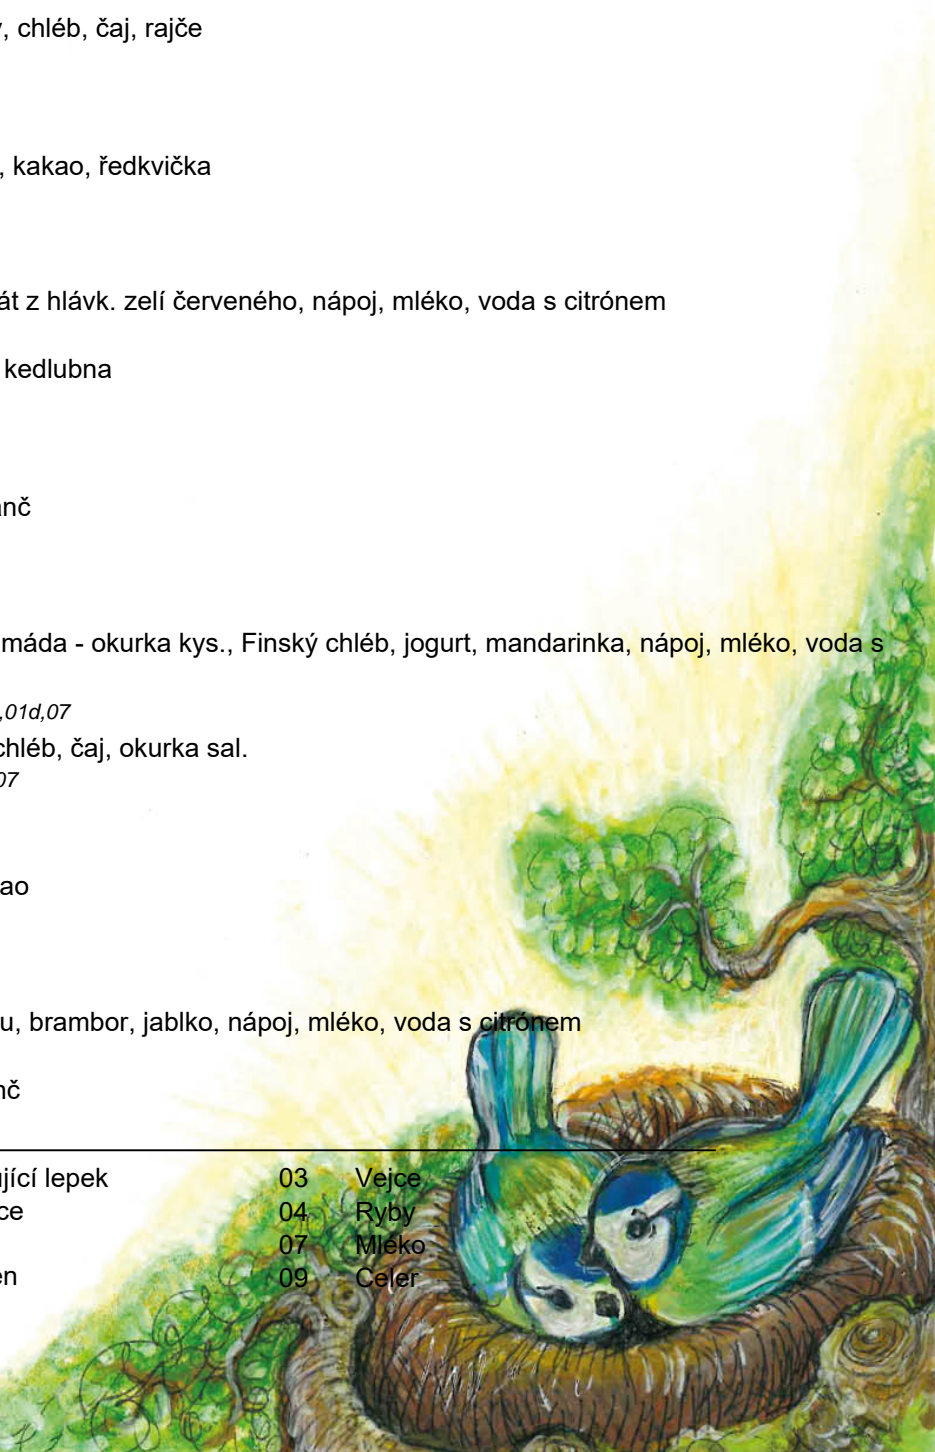 , chléb, čaj, rajče
, kakao, ředkvička
át z hlávk. zelí červeného, nápoj, mléko, voda s citrónem
kedlubna
anč
máda - okurka kys., Finský chléb, jogurt, mandarinka, nápoj, mléko, voda s
,01d,07
chléb, čaj, okurka sal.
07
ao
u, brambor, jablko, nápoj, mléko, voda s citrónem
nč
jící lepek 03 Vejce
ce 04 Ryby
07 Mléko
en 09 Celer